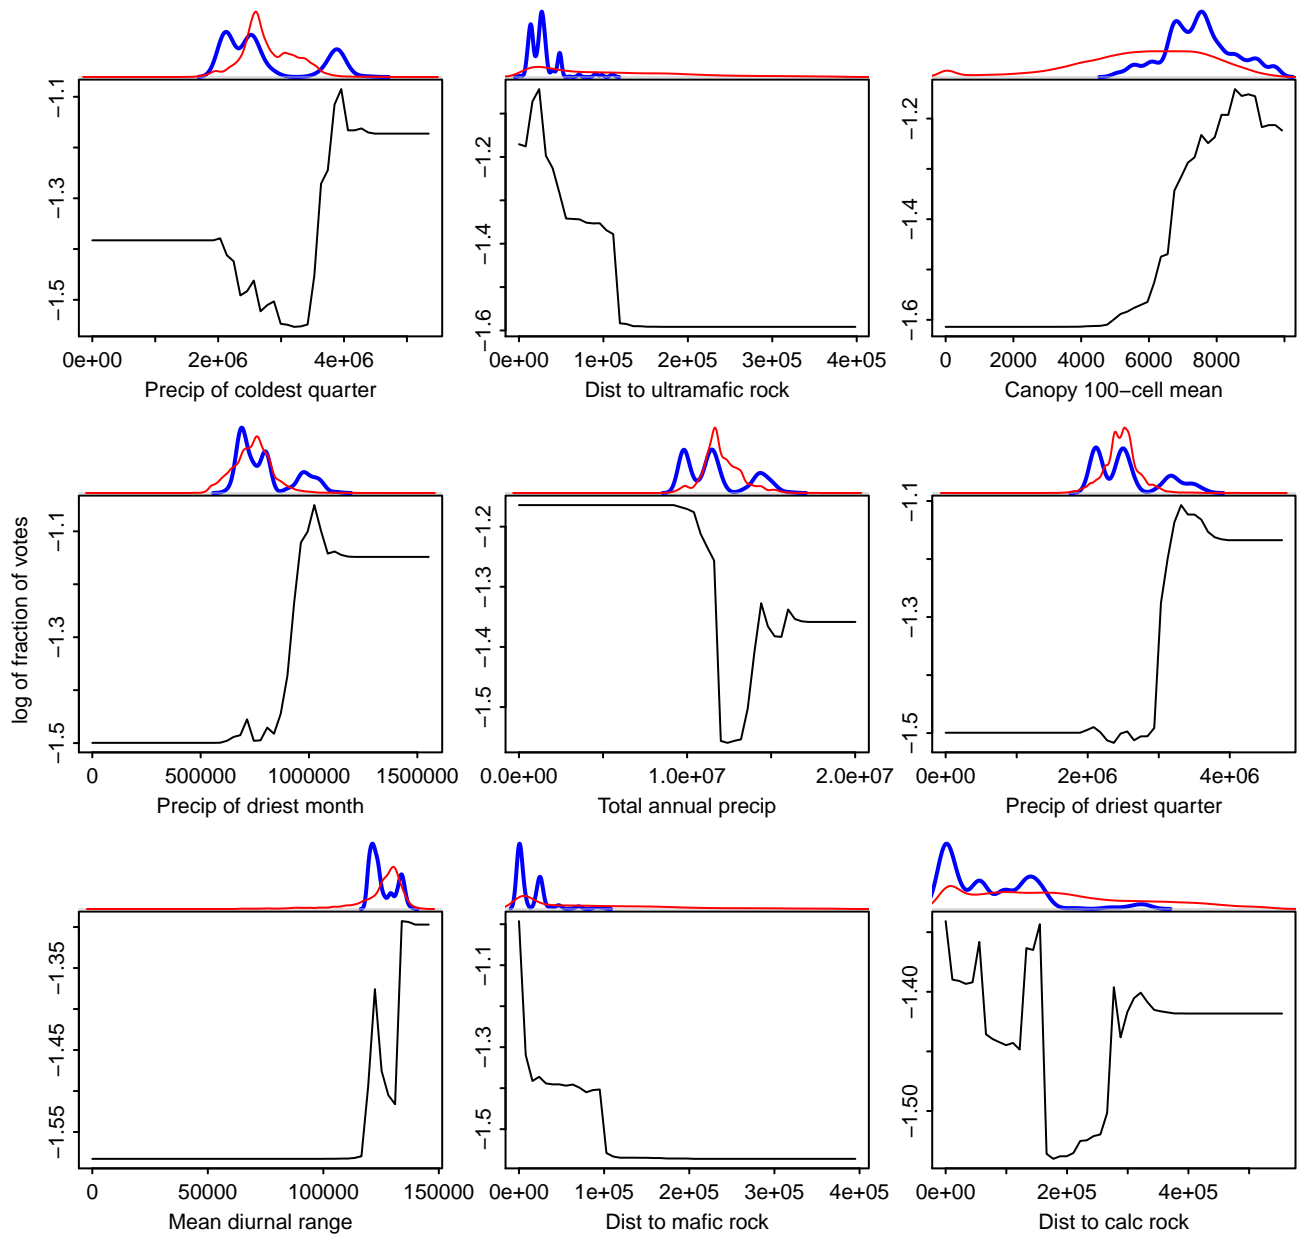 −1.1
−1.3
−1.5
0e+00 2e+06 4e+06
Precip of coldest quarter
−1.2
−1.4
−1.6
0e+00 1e+05 2e+05 3e+05 4e+05
Dist to ultramafic rock
−1.2
−1.4
−1.6
0 2000 4000 6000 8000
Canopy 100−cell mean
log of fraction of votes
−1.1
−1.3
−1.5
0 500000 1000000 1500000
Precip of driest month
−1.2
−1.3
−1.4
−1.5
0.0e+00 1.0e+07 2.0e+07
Total annual precip
−1.1
−1.3
−1.5
0e+00 2e+06 4e+06
Precip of driest quarter
−1.35
−1.45
−1.55
0 50000 100000 150000
Mean diurnal range
−1.1
−1.3
−1.5
0e+00 1e+05 2e+05 3e+05 4e+05
Dist to mafic rock
−1.40
−1.50
0e+00 2e+05 4e+05
Dist to calc rock